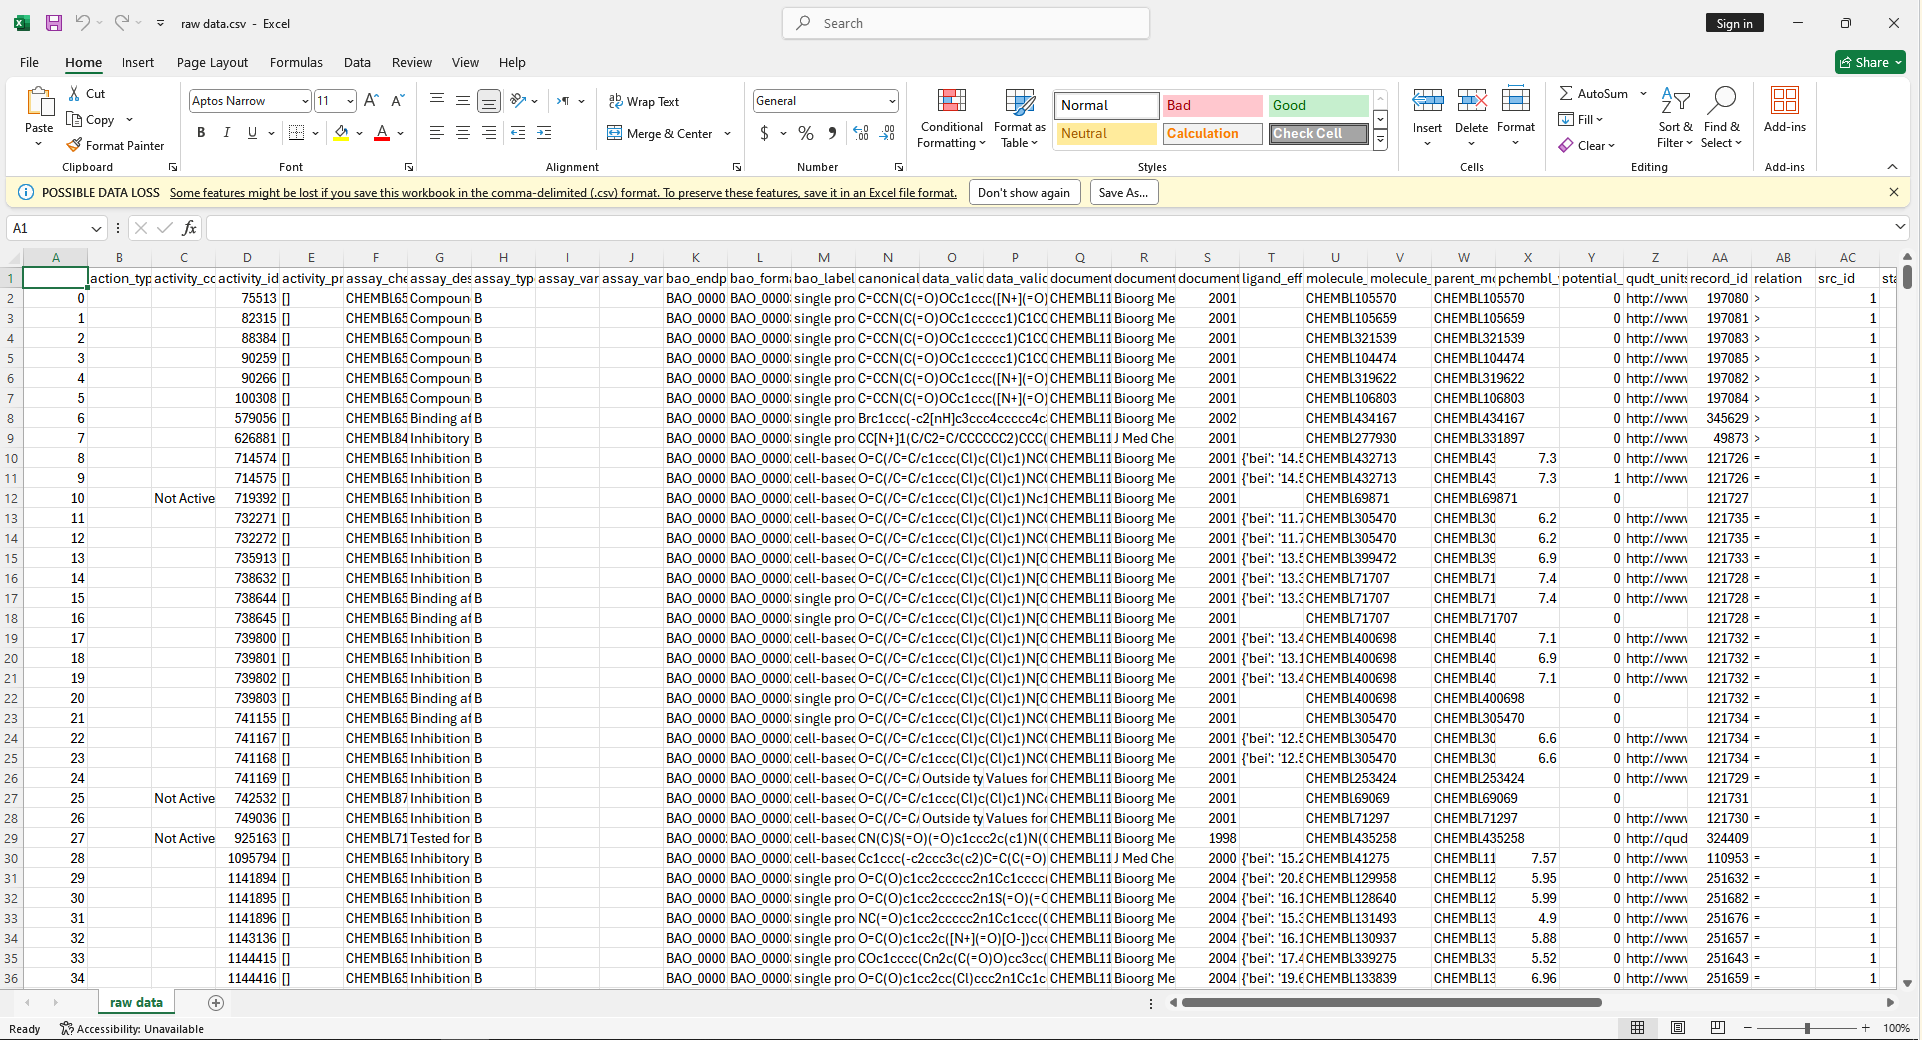 raw data.csv - Excel
Search
Sign in
File Home Insert Page Layout Formulas Data Review View Help
Share
Paste
Cut
Copy
Format Painter
Clipboard
Aptos Narrow 11
B I U
Font
Wrap Text
Merge & Center
Alignment
General
$ % 9
Number
Conditional Formatting
Format as Table
Normal Bad Good
Neutral Calculation Check Cell
Styles
Insert Delete Format
Cells
AutoSum
Fill
Clear
Sort & Filter
Find & Select
Editing
Add-ins
Add-ins
POSSIBLE DATA LOSS Some features might be lost if you save this workbook in the comma-delimited (.csv) format. To preserve these features, save it in an Excel file format. Don't show again Save As...
A1 fx
A B C D E F G H I J K L M N O P Q R S T U V W X Y Z AA AB AC
1 action_typ activity_co activity_id activity_pr assay_che assay_des assay_type assay_var assay_var bao_endp bao_forma bao_label canonical data_valid data_valid document document document ligand_eff molecule_ molecule_ parent_mo pchembl_ potential_ qudt_units record_id relation src_id sta
2 0 75513 [] CHEMBL65 Compoun B BAO_0000 BAO_0000 single pro C=CCN(C(=O)OCc1ccc([N+](=O) CHEMBL11 Bioorg Me 2001 CHEMBL105570 CHEMBL105570 0 http://www 197080 > 1
3 1 82315 [] CHEMBL65 Compoun B BAO_0000 BAO_0000 single pro C=CCN(C(=O)OCc1ccccc1)C1CC CHEMBL11 Bioorg Me 2001 CHEMBL105659 CHEMBL105659 0 http://www 197081 > 1
4 2 88384 [] CHEMBL65 Compoun B BAO_0000 BAO_0000 single pro C=CCN(C(=O)OCc1ccccc1)C1CC CHEMBL11 Bioorg Me 2001 CHEMBL321539 CHEMBL321539 0 http://www 197083 > 1
5 3 90259 [] CHEMBL65 Compoun B BAO_0000 BAO_0000 single pro C=CCN(C(=O)OCc1ccccc1)C1CC CHEMBL11 Bioorg Me 2001 CHEMBL104474 CHEMBL104474 0 http://www 197085 > 1
6 4 90266 [] CHEMBL65 Compoun B BAO_0000 BAO_0000 single pro C=CCN(C(=O)OCc1ccc([N+](=O) CHEMBL11 Bioorg Me 2001 CHEMBL319622 CHEMBL319622 0 http://www 197082 > 1
7 5 100308 [] CHEMBL65 Compoun B BAO_0000 BAO_0000 single pro C=CCN(C(=O)OCc1ccc([N+](=O) CHEMBL11 Bioorg Me 2001 CHEMBL106803 CHEMBL106803 0 http://www 197084 > 1
8 6 579056 [] CHEMBL65 Binding af B BAO_0000 BAO_0000 single pro Brc1ccc(-c2[nH]c3ccc4ccccc4c CHEMBL11 Bioorg Me 2002 CHEMBL434167 CHEMBL434167 0 http://www 345629 > 1
9 7 626881 [] CHEMBL84 Inhibitory B BAO_0000 BAO_0000 single pro CC[N+]1(C/C2=C/CCCCCC2)CCC( CHEMBL11 J Med Che 2001 CHEMBL277930 CHEMBL331897 0 http://www 49873 > 1
10 8 714574 [] CHEMBL65 Inhibition B BAO_0000 BAO_0000 cell-based O=C(/C=C/c1ccc(Cl)c(Cl)c1)NC CHEMBL11 Bioorg Me 2001 {'bei': '14.5 CHEMBL432713 CHEMBL43 7.3 0 http://www 121726 = 1
11 9 714575 [] CHEMBL65 Inhibition B BAO_0000 BAO_0000 cell-based O=C(/C=C/c1ccc(Cl)c(Cl)c1)NC CHEMBL11 Bioorg Me 2001 {'bei': '14.5 CHEMBL432713 CHEMBL43 7.3 1 http://www 121726 = 1
12 10 Not Active 719392 [] CHEMBL65 Inhibition B BAO_0000 BAO_0000 cell-based O=C(/C=C/c1ccc(Cl)c(Cl)c1)Nc1 CHEMBL11 Bioorg Me 2001 CHEMBL69871 CHEMBL69871 0 121727 1
13 11 732271 [] CHEMBL65 Inhibition B BAO_0000 BAO_0000 cell-based O=C(/C=C/c1ccc(Cl)c(Cl)c1)NC CHEMBL11 Bioorg Me 2001 {'bei': '11.7 CHEMBL305470 CHEMBL30 6.2 0 http://www 121735 = 1
14 12 732272 [] CHEMBL65 Inhibition B BAO_0000 BAO_0000 cell-based O=C(/C=C/c1ccc(Cl)c(Cl)c1)NC CHEMBL11 Bioorg Me 2001 {'bei': '11.7 CHEMBL305470 CHEMBL30 6.2 0 http://www 121735 = 1
15 13 735913 [] CHEMBL65 Inhibition B BAO_0000 BAO_0000 cell-based O=C(/C=C/c1ccc(Cl)c(Cl)c1)N[C CHEMBL11 Bioorg Me 2001 {'bei': '13.5 CHEMBL399472 CHEMBL39 6.9 0 http://www 121733 = 1
16 14 738632 [] CHEMBL65 Inhibition B BAO_0000 BAO_0000 cell-based O=C(/C=C/c1ccc(Cl)c(Cl)c1)N[C CHEMBL11 Bioorg Me 2001 {'bei': '13.3 CHEMBL71707 CHEMBL71 7.4 0 http://www 121728 = 1
17 15 738644 [] CHEMBL65 Binding af B BAO_0000 BAO_0000 single pro O=C(/C=C/c1ccc(Cl)c(Cl)c1)N[C CHEMBL11 Bioorg Me 2001 {'bei': '13.3 CHEMBL71707 CHEMBL71 7.4 0 http://www 121728 = 1
18 16 738645 [] CHEMBL65 Binding af B BAO_0000 BAO_0000 single pro O=C(/C=C/c1ccc(Cl)c(Cl)c1)N[C CHEMBL11 Bioorg Me 2001 CHEMBL71707 CHEMBL71707 0 121728 = 1
19 17 739800 [] CHEMBL65 Inhibition B BAO_0000 BAO_0000 cell-based O=C(/C=C/c1ccc(Cl)c(Cl)c1)N[C CHEMBL11 Bioorg Me 2001 {'bei': '13.4 CHEMBL400698 CHEMBL40 7.1 0 http://www 121732 = 1
20 18 739801 [] CHEMBL65 Inhibition B BAO_0000 BAO_0000 cell-based O=C(/C=C/c1ccc(Cl)c(Cl)c1)N[C CHEMBL11 Bioorg Me 2001 {'bei': '13.1 CHEMBL400698 CHEMBL40 6.9 0 http://www 121732 = 1
21 19 739802 [] CHEMBL65 Inhibition B BAO_0000 BAO_0000 cell-based O=C(/C=C/c1ccc(Cl)c(Cl)c1)N[C CHEMBL11 Bioorg Me 2001 {'bei': '13.4 CHEMBL400698 CHEMBL40 7.1 0 http://www 121732 = 1
22 20 739803 [] CHEMBL65 Binding af B BAO_0000 BAO_0000 single pro O=C(/C=C/c1ccc(Cl)c(Cl)c1)N[C CHEMBL11 Bioorg Me 2001 CHEMBL400698 CHEMBL400698 0 121732 = 1
23 21 741155 [] CHEMBL65 Binding af B BAO_0000 BAO_0000 single pro O=C(/C=C/c1ccc(Cl)c(Cl)c1)NC CHEMBL11 Bioorg Me 2001 CHEMBL305470 CHEMBL305470 0 121734 = 1
24 22 741167 [] CHEMBL65 Inhibition B BAO_0000 BAO_0000 cell-based O=C(/C=C/c1ccc(Cl)c(Cl)c1)NC CHEMBL11 Bioorg Me 2001 {'bei': '12.5 CHEMBL305470 CHEMBL30 6.6 0 http://www 121734 = 1
25 23 741168 [] CHEMBL65 Inhibition B BAO_0000 BAO_0000 cell-based O=C(/C=C/c1ccc(Cl)c(Cl)c1)NC CHEMBL11 Bioorg Me 2001 {'bei': '12.5 CHEMBL305470 CHEMBL30 6.6 0 http://www 121734 = 1
26 24 741169 [] CHEMBL65 Inhibition B BAO_0000 BAO_0000 cell-based O=C(/C=C/ Outside ty Values for CHEMBL11 Bioorg Me 2001 CHEMBL253424 CHEMBL253424 0 http://www 121729 = 1
27 25 Not Active 742532 [] CHEMBL87 Inhibition B BAO_0000 BAO_0000 cell-based O=C(/C=C/c1ccc(Cl)c(Cl)c1)NC CHEMBL11 Bioorg Me 2001 CHEMBL69069 CHEMBL69069 0 121731 1
28 26 749036 [] CHEMBL65 Inhibition B BAO_0000 BAO_0000 cell-based O=C(/C=C/ Outside ty Values for CHEMBL11 Bioorg Me 2001 CHEMBL71297 CHEMBL71297 0 http://www 121730 = 1
29 27 Not Active 925163 [] CHEMBL71 Tested for B BAO_0000 BAO_0000 cell-based CN(C)S(=O)(=O)c1ccc2c(c1)N( CHEMBL11 Bioorg Me 1998 CHEMBL435258 CHEMBL435258 0 http://qud 324409 1
30 28 1095794 [] CHEMBL65 Inhibitory B BAO_0000 BAO_0000 cell-based Cc1ccc(-c2ccc3c(c2)C=C(C(=O) CHEMBL11 J Med Che 2000 {'bei': '15.2 CHEMBL41275 CHEMBL11 7.57 0 http://www 110953 = 1
31 29 1141894 [] CHEMBL65 Inhibition B BAO_0000 BAO_0000 single pro O=C(O)c1cc2ccccc2n1Cc1cccc( CHEMBL11 Bioorg Me 2004 {'bei': '20.8 CHEMBL129958 CHEMBL12 5.95 0 http://www 251632 = 1
32 30 1141895 [] CHEMBL65 Inhibition B BAO_0000 BAO_0000 single pro O=C(O)c1cc2ccccc2n1S(=O)(=C CHEMBL11 Bioorg Me 2004 {'bei': '16.1 CHEMBL128640 CHEMBL12 5.99 0 http://www 251682 = 1
33 31 1141896 [] CHEMBL65 Inhibition B BAO_0000 BAO_0000 single pro NC(=O)c1cc2ccccc2n1Cc1ccc(C CHEMBL11 Bioorg Me 2004 {'bei': '15.3 CHEMBL131493 CHEMBL13 4.9 0 http://www 251676 = 1
34 32 1143136 [] CHEMBL65 Inhibition B BAO_0000 BAO_0000 single pro O=C(O)c1cc2c([N+](=O)[O-])ccc CHEMBL11 Bioorg Me 2004 {'bei': '16.1 CHEMBL130937 CHEMBL13 5.88 0 http://www 251657 = 1
35 33 1144415 [] CHEMBL65 Inhibition B BAO_0000 BAO_0000 single pro COc1cccc(Cn2c(C(=O)O)cc3cc( CHEMBL11 Bioorg Me 2004 {'bei': '17.4 CHEMBL339275 CHEMBL33 5.52 0 http://www 251643 = 1
36 34 1144416 [] CHEMBL65 Inhibition B BAO_0000 BAO_0000 single pro O=C(O)c1cc2cc(Cl)ccc2n1Cc1c CHEMBL11 Bioorg Me 2004 {'bei': '19.6 CHEMBL133839 CHEMBL13 6.96 0 http://www 251659 = 1
raw data
Ready Accessibility: Unavailable 100%